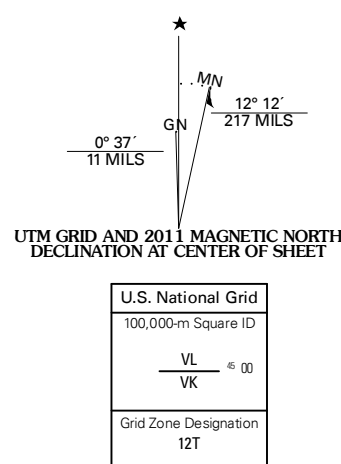 ★
MN
GN
12° 12´
217 MILS
0° 37´
11 MILS
UTM GRID AND 2011 MAGNETIC NORTH
DECLINATION AT CENTER OF SHEET
U.S. National Grid
100,000-m Square ID
VL
45 00
VK
Grid Zone Designation
12T